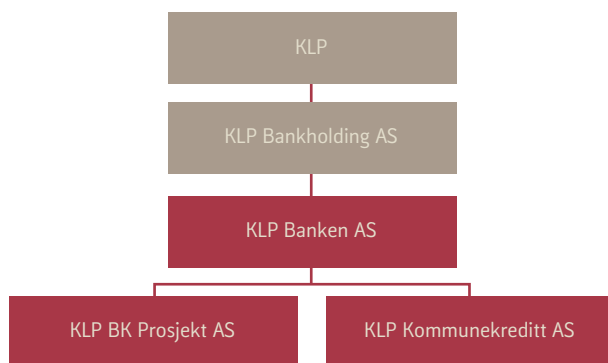 KLP
KLP Bankholding AS
KLP Banken AS
KLP BK Prosjekt AS
KLP Kommunekreditt AS